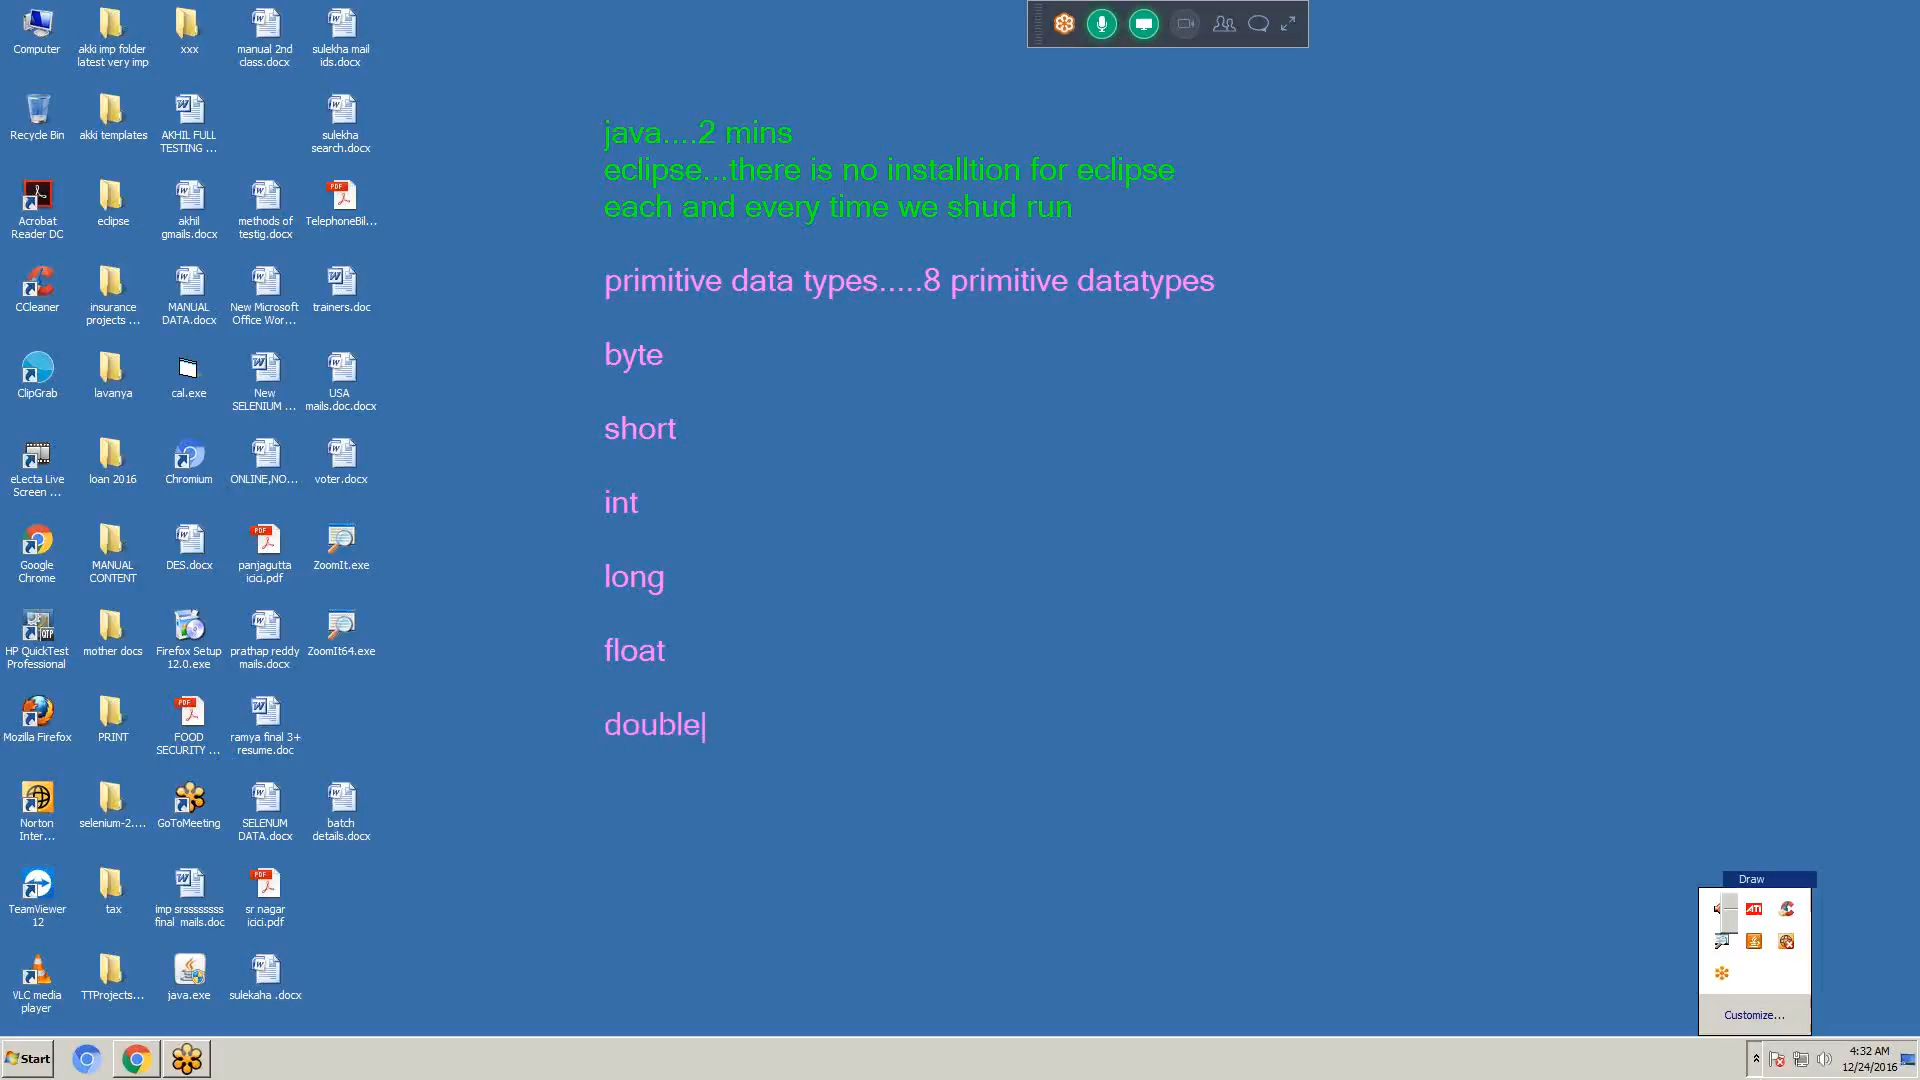 Computer
akki imp folder
latest very imp
xxx
manual 2nd
class.docx
sulekha mail
ids.docx
Recycle Bin
akki templates
AKHIL FULL
TESTING ...
sulekha
search.docx
Acrobat
Reader DC
eclipse
akhil
gmails.docx
methods of
testig.docx
TelephoneBil...
CCleaner
insurance
projects ...
MANUAL
DATA.docx
New Microsoft
Office Wor...
trainers.doc
ClipGrab
lavanya
cal.exe
New
SELENIUM ...
USA
mails.doc.docx
eLecta Live
Screen ...
loan 2016
Chromium
ONLINE,NO...
voter.docx
Google
Chrome
MANUAL
CONTENT
DES.docx
panjagutta
icici.pdf
ZoomIt.exe
HP QuickTest
Professional
mother docs
Firefox Setup
12.0.exe
prathap reddy
mails.docx
ZoomIt64.exe
Mozilla Firefox
PRINT
FOOD
SECURITY ...
ramya final 3+
resume.doc
Norton
Inter...
selenium-2....
GoToMeeting
SELENUM
DATA.docx
batch
details.docx
TeamViewer
12
tax
imp srssssssss
final mails.doc
sr nagar
icici.pdf
VLC media
player
TTProjects...
java.exe
sulekaha .docx
java....2 mins
eclipse...there is no installtion for eclipse
each and every time we shud run
primitive data types.....8 primitive datatypes
byte
short
int
long
float
double
Draw
ATI
Customize...
Start
4:32 AM
12/24/2016